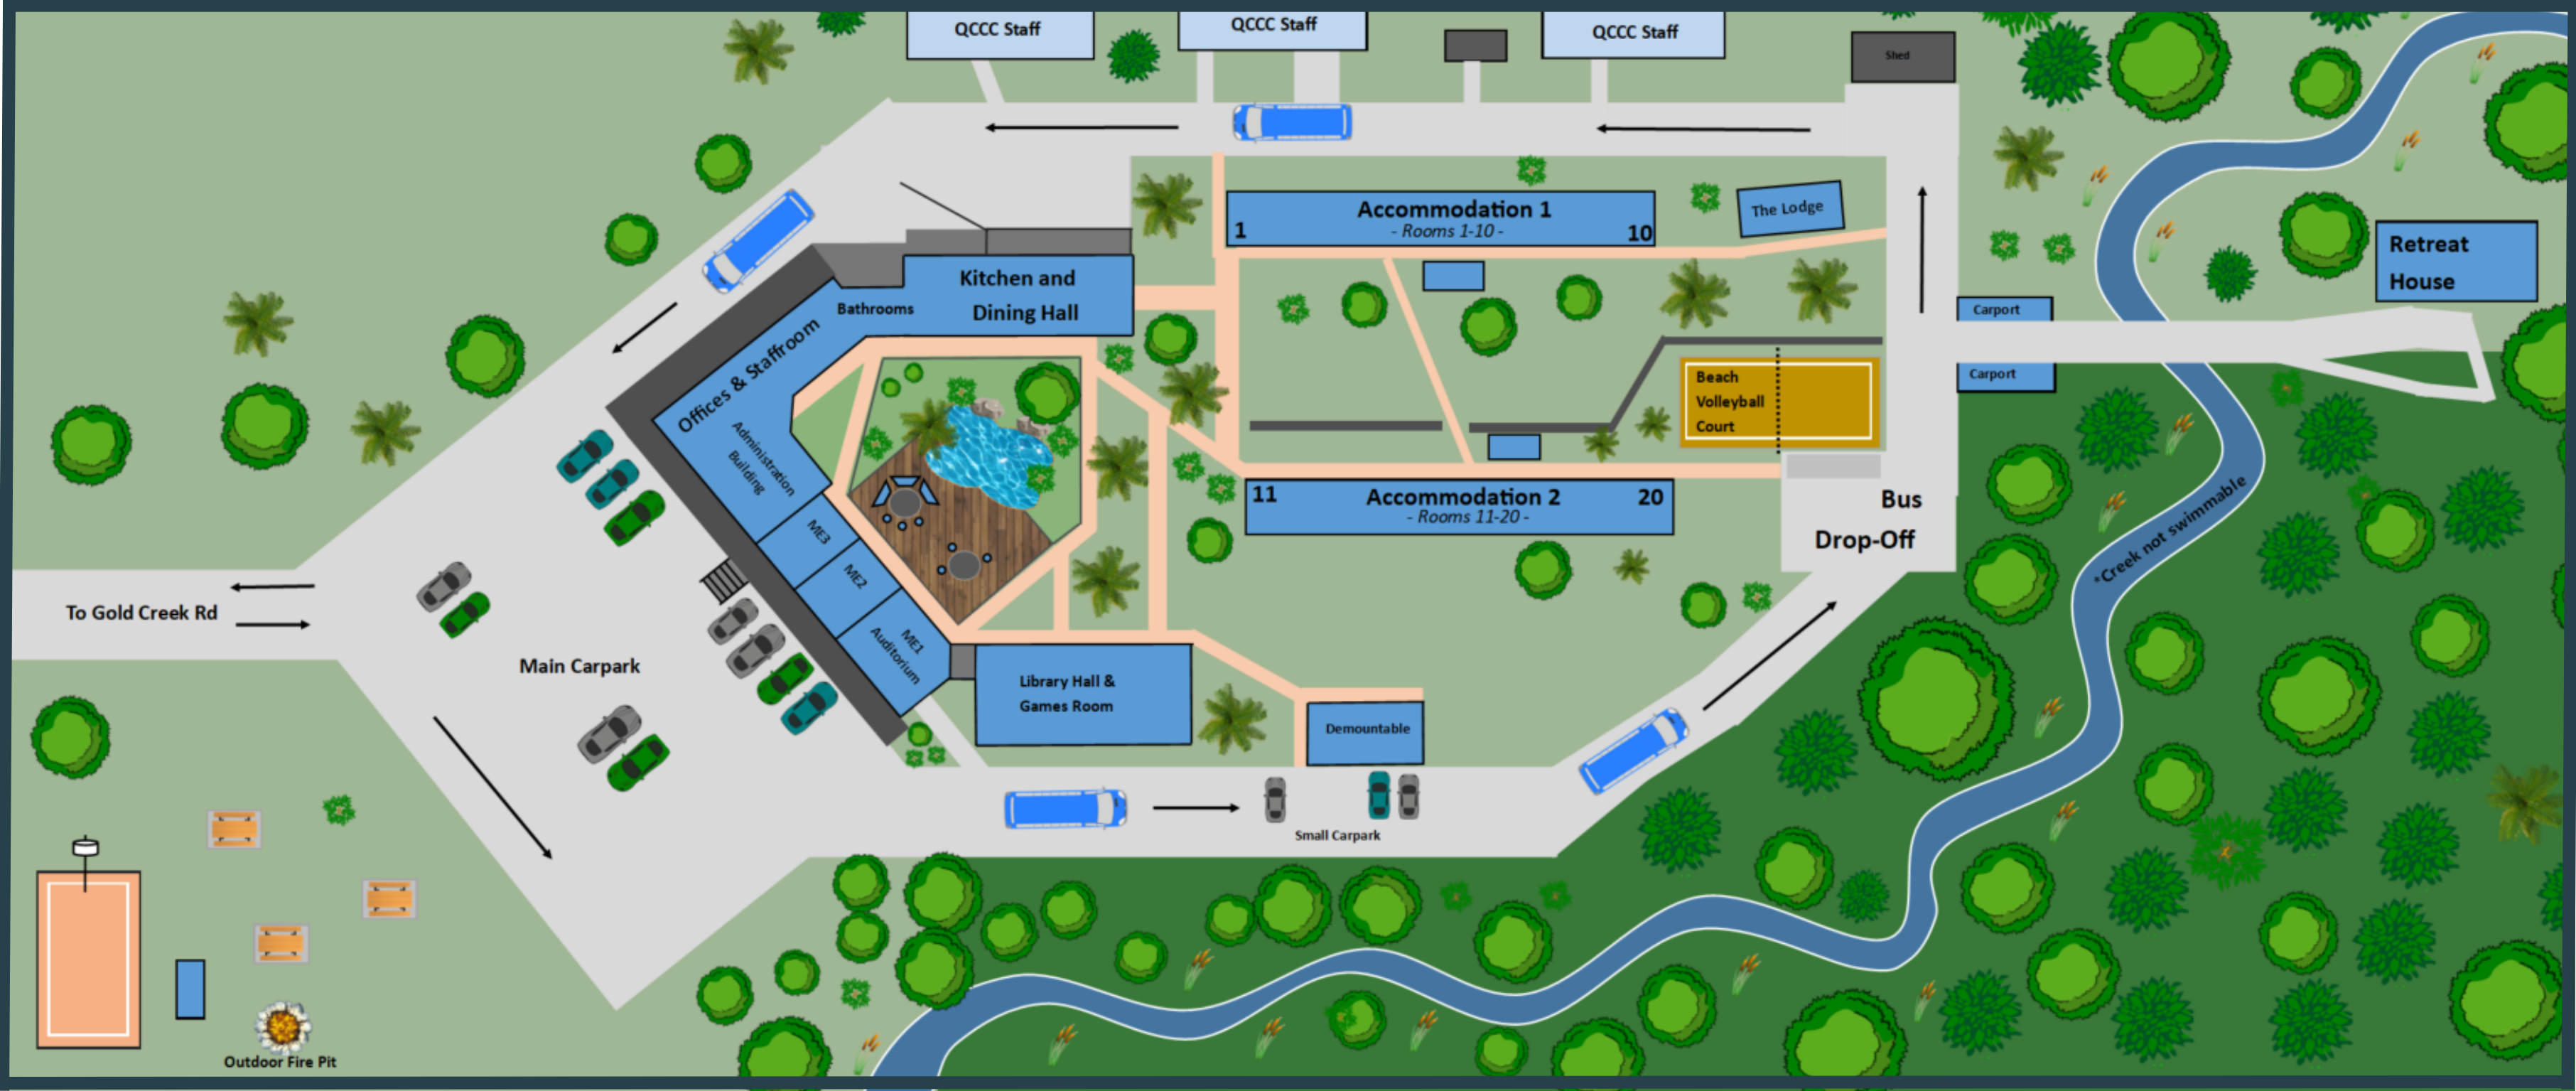 QCCC Staff
QCCC Staff
QCCC Staff
Shed
Accommodation 1
- Rooms 1-10 -
1
10
The Lodge
Retreat
House
Kitchen and
Dining Hall
Bathrooms
Offices & Staffroom
Administration
Building
ME3
ME2
ME1
Auditorium
Carport
Carport
Beach
Volleyball
Court
11
Accommodation 2
20
- Rooms 11-20 -
Bus
Drop-Off
*Creek not swimmable
To Gold Creek Rd
Main Carpark
Library Hall &
Games Room
Demountable
Small Carpark
Outdoor Fire Pit